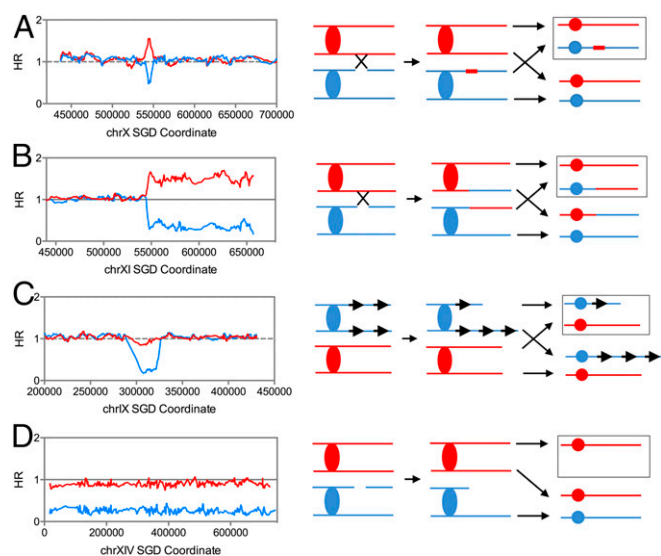 A
HR
2
1
0
450000 500000 550000 600000 650000 700000
chrX SGD Coordinate
B
HR
2
1
0
450000 500000 550000 600000 650000
chrXI SGD Coordinate
C
HR
2
1
0
200000 250000 300000 350000 400000 450000
chrIX SGD Coordinate
D
HR
2
1
0
0 200000 400000 600000
chrXIV SGD Coordinate